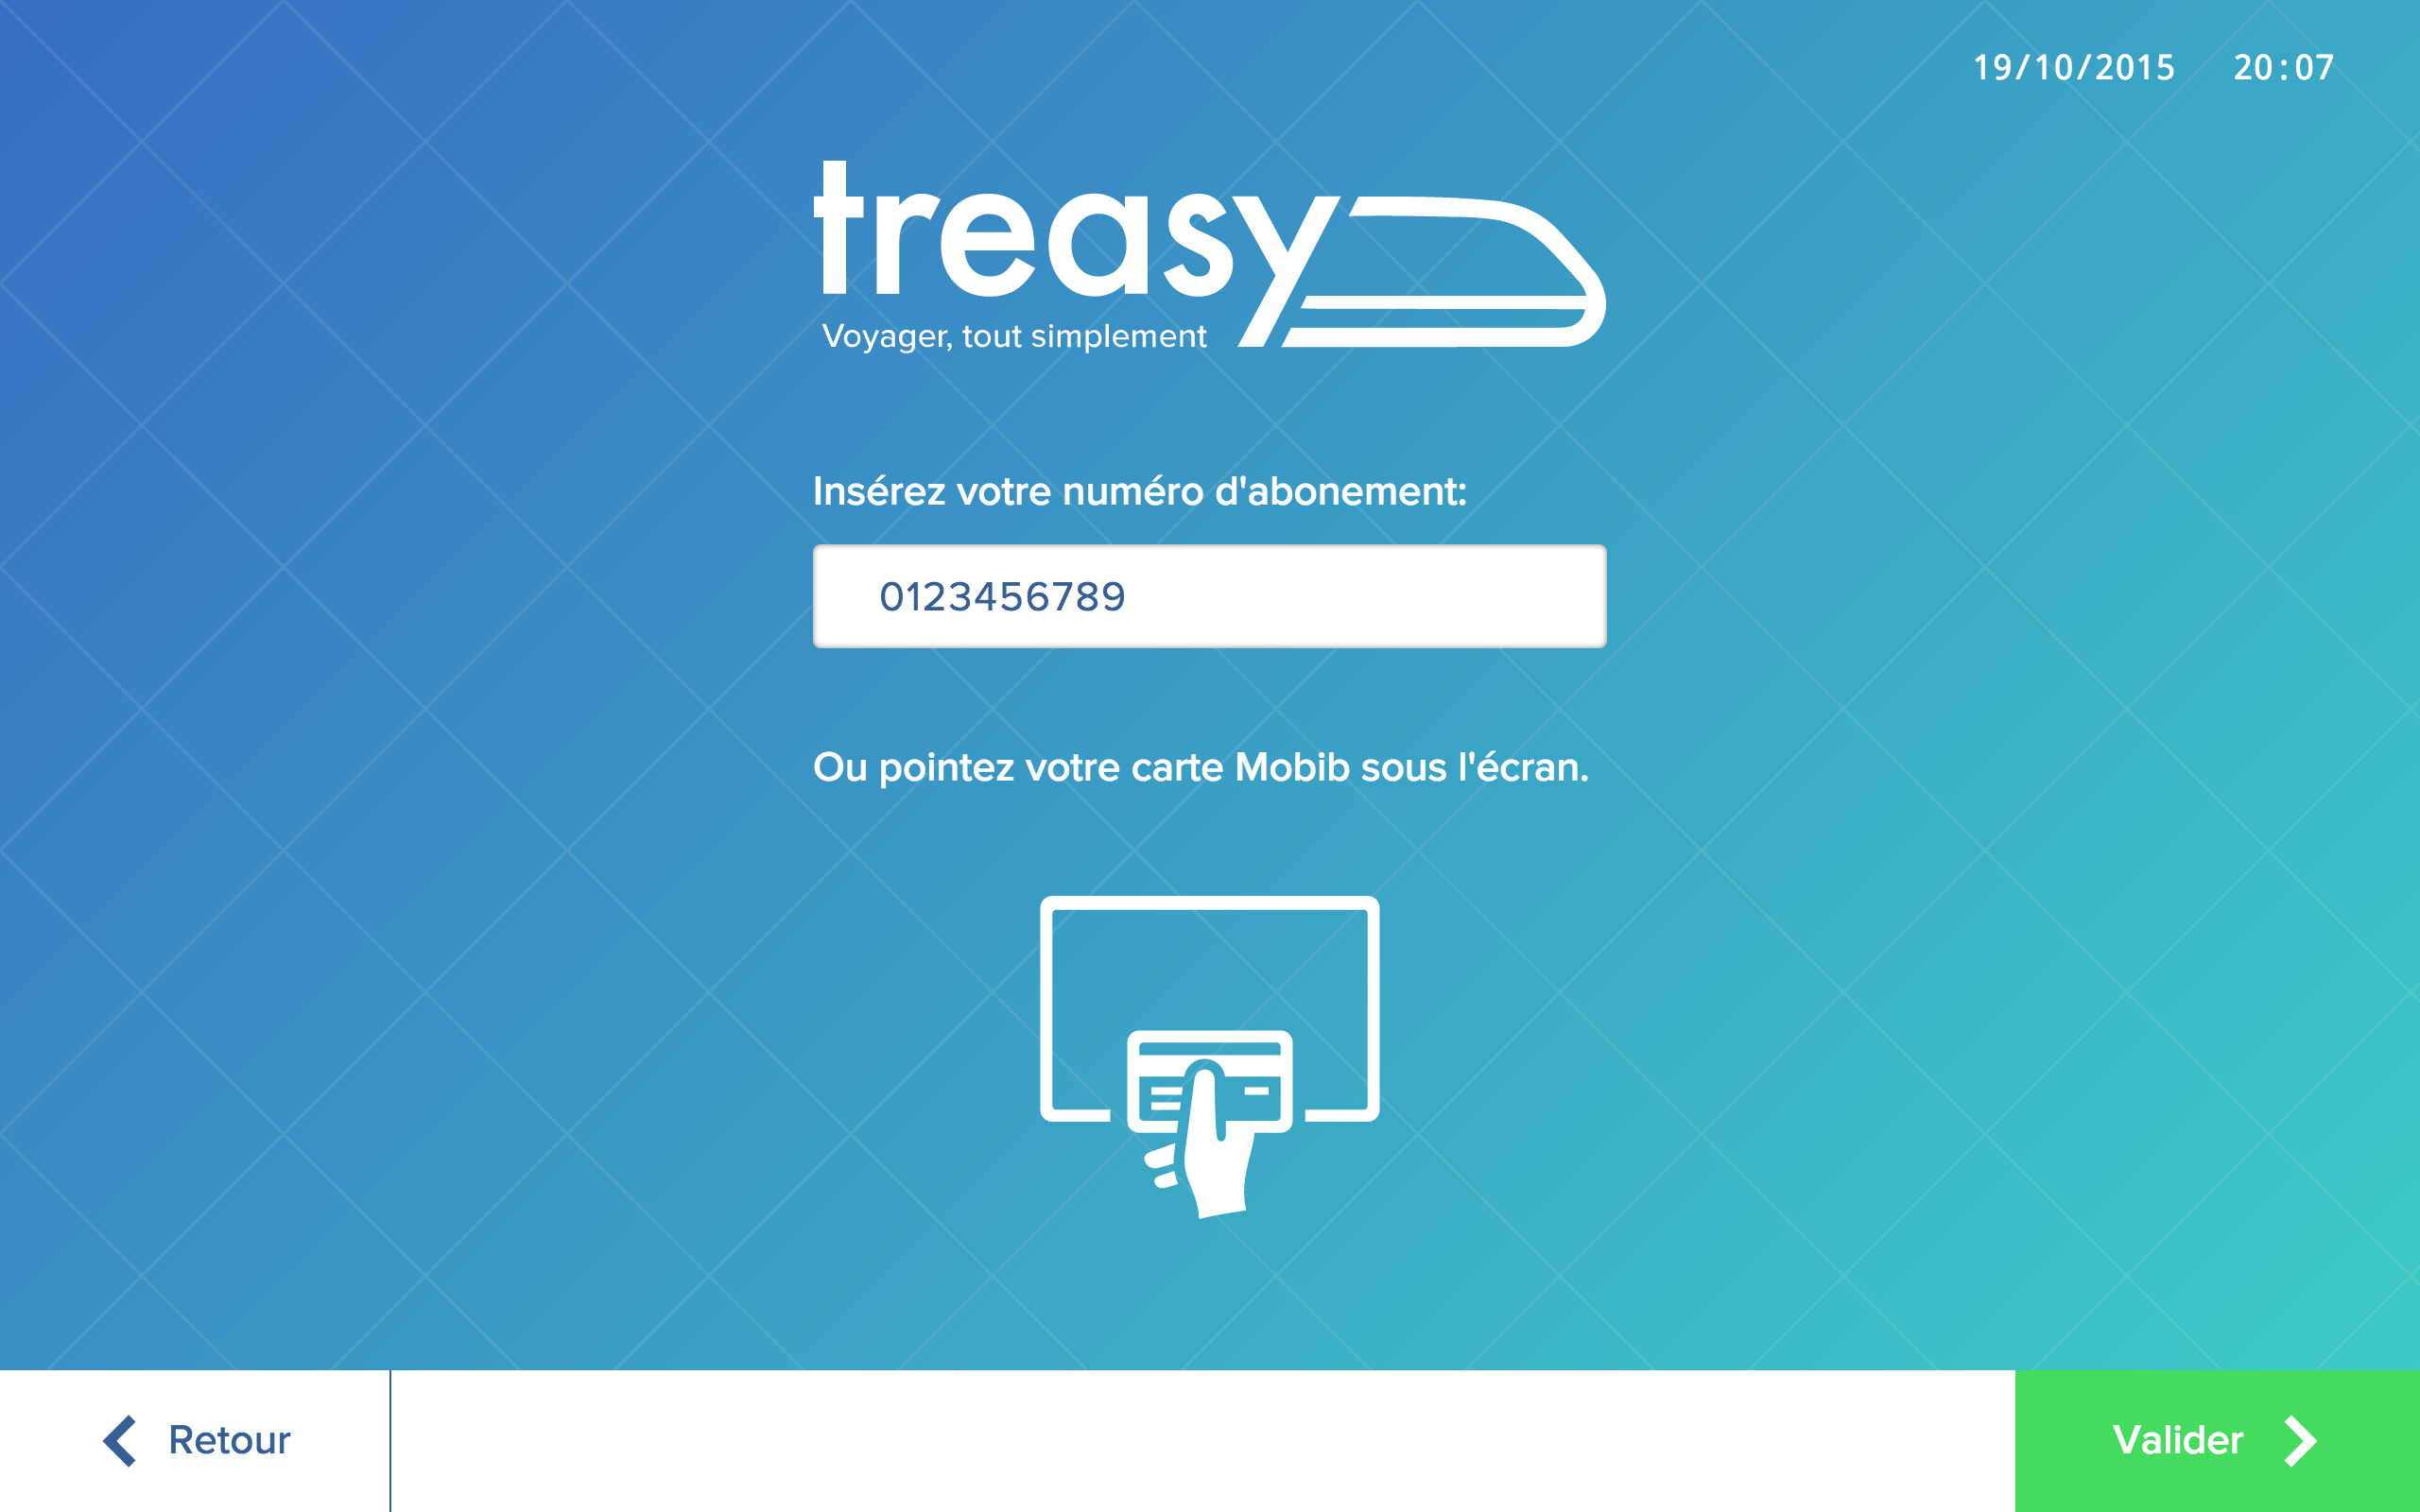 19/10/2015 20:07
treasy
Voyager, tout simplement
Insérez votre numéro d'abonement:
0123456789
Ou pointez votre carte Mobib sous l'écran.
Retour
Valider